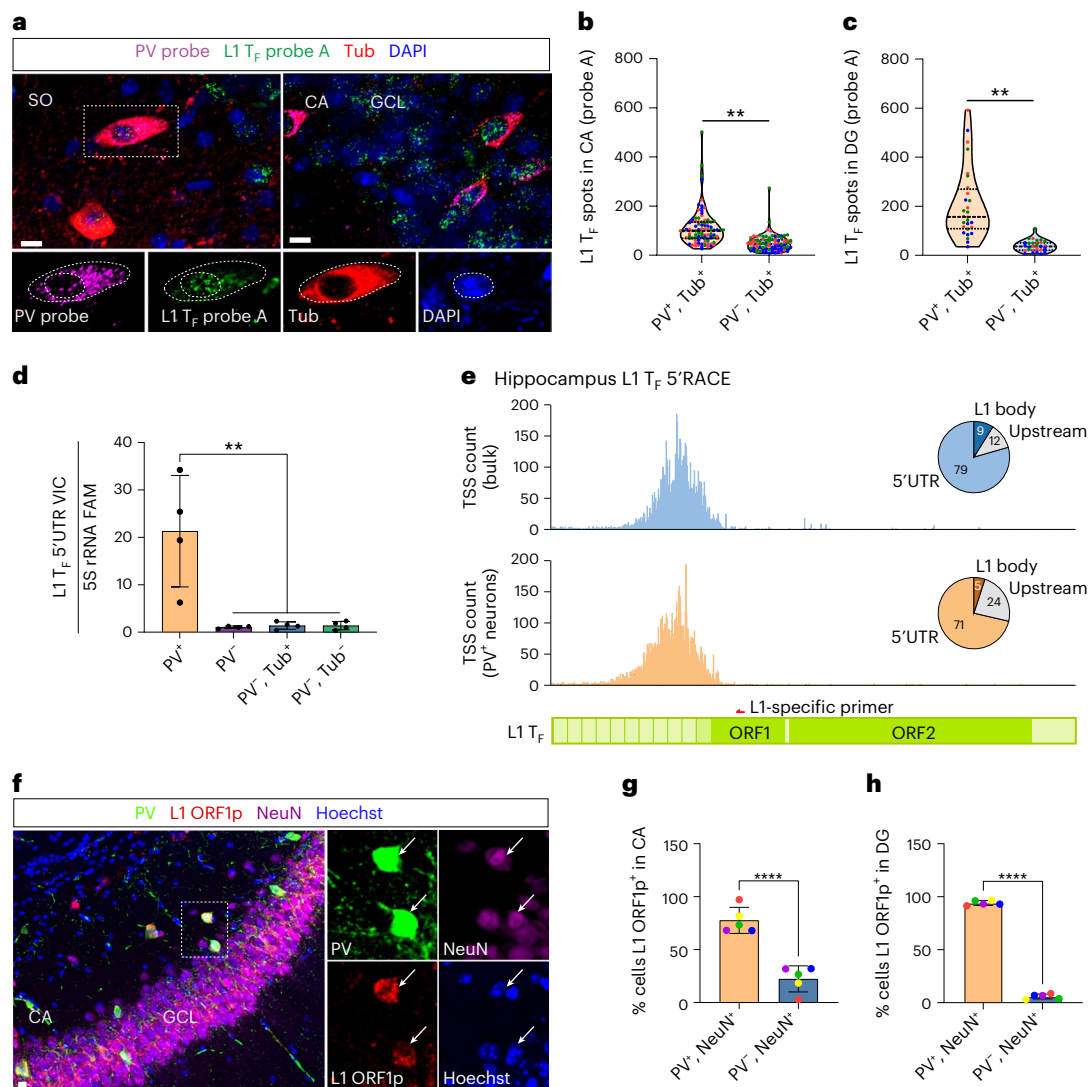 a
PV probe L1 TF probe A Tub DAPI
SO
CA GCL
PV probe
L1 TF probe A
Tub
DAPI
b
L1 TF spots in CA (probe A)
800
600
400
200
0
**
PV+, Tub+
PV−, Tub+
c
L1 TF spots in DG (probe A)
800
600
400
200
0
**
PV+, Tub+
PV−, Tub+
d
L1 TF 5′UTR VIC
5S rRNA FAM
40
30
20
10
0
**
PV+
PV−
PV−, Tub+
PV−, Tub−
e Hippocampus L1 TF 5′RACE
TSS count
(bulk)
200
150
100
50
0
L1 body
Upstream
5′UTR
9
12
79
TSS count
(PV+ neurons)
200
150
100
50
0
L1 body
Upstream
5′UTR
5
24
71
L1-specific primer
L1 TF
ORF1
ORF2
f
PV L1 ORF1p NeuN Hoechst
CA
GCL
PV
NeuN
L1 ORF1p
Hoechst
g
% cells L1 ORF1p+ in CA
150
100
50
0
****
PV+, NeuN+
PV−, NeuN+
h
% cells L1 ORF1p+ in DG
150
100
50
0
****
PV+, NeuN+
PV−, NeuN+